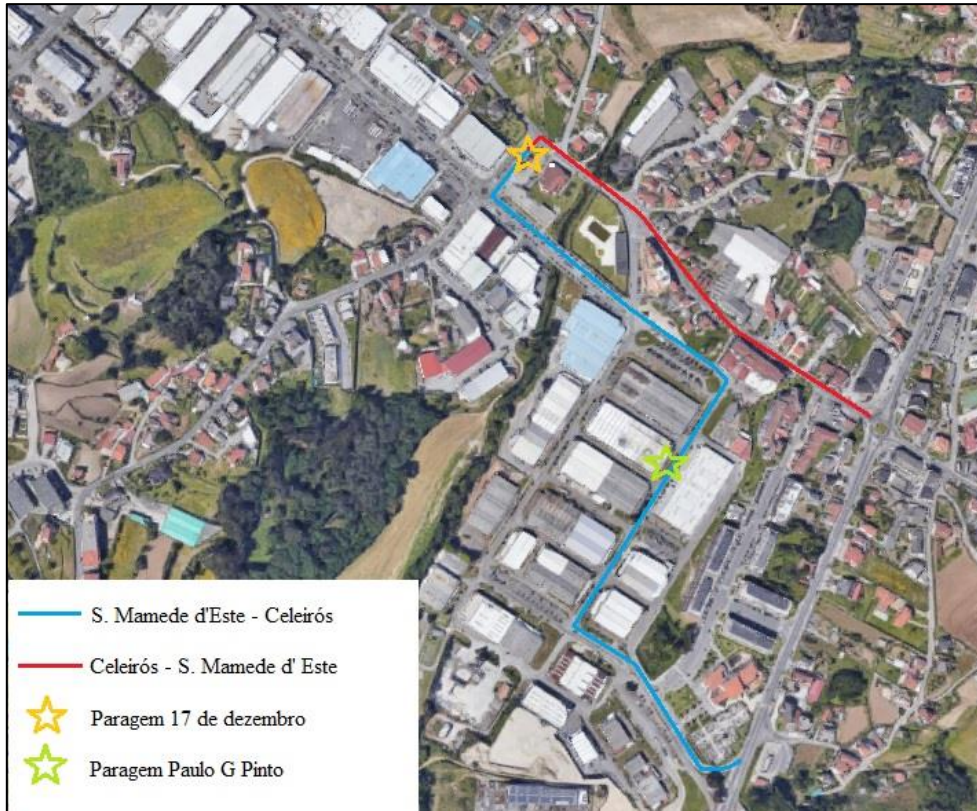 S. Mamede d'Este - Celeirós
Celeirós - S. Mamede d' Este
Paragem 17 de dezembro
Paragem Paulo G Pinto